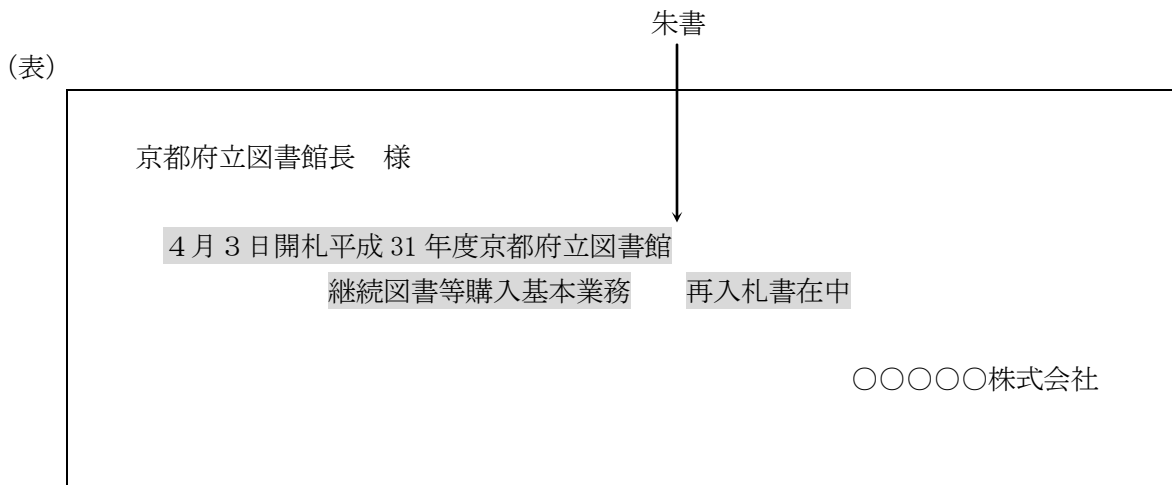 朱書
(表)
京都府立図書館長　様
４月３日開札平成 31 年度京都府立図書館
継続図書等購入基本業務　　再入札書在中
○○○○○株式会社